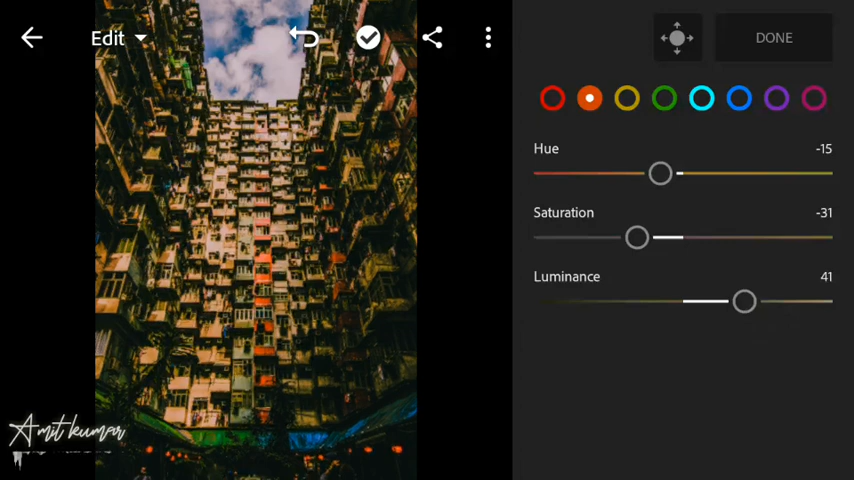 Edit
DONE
Hue -15
Saturation -31
Luminance 41
Amit kumar